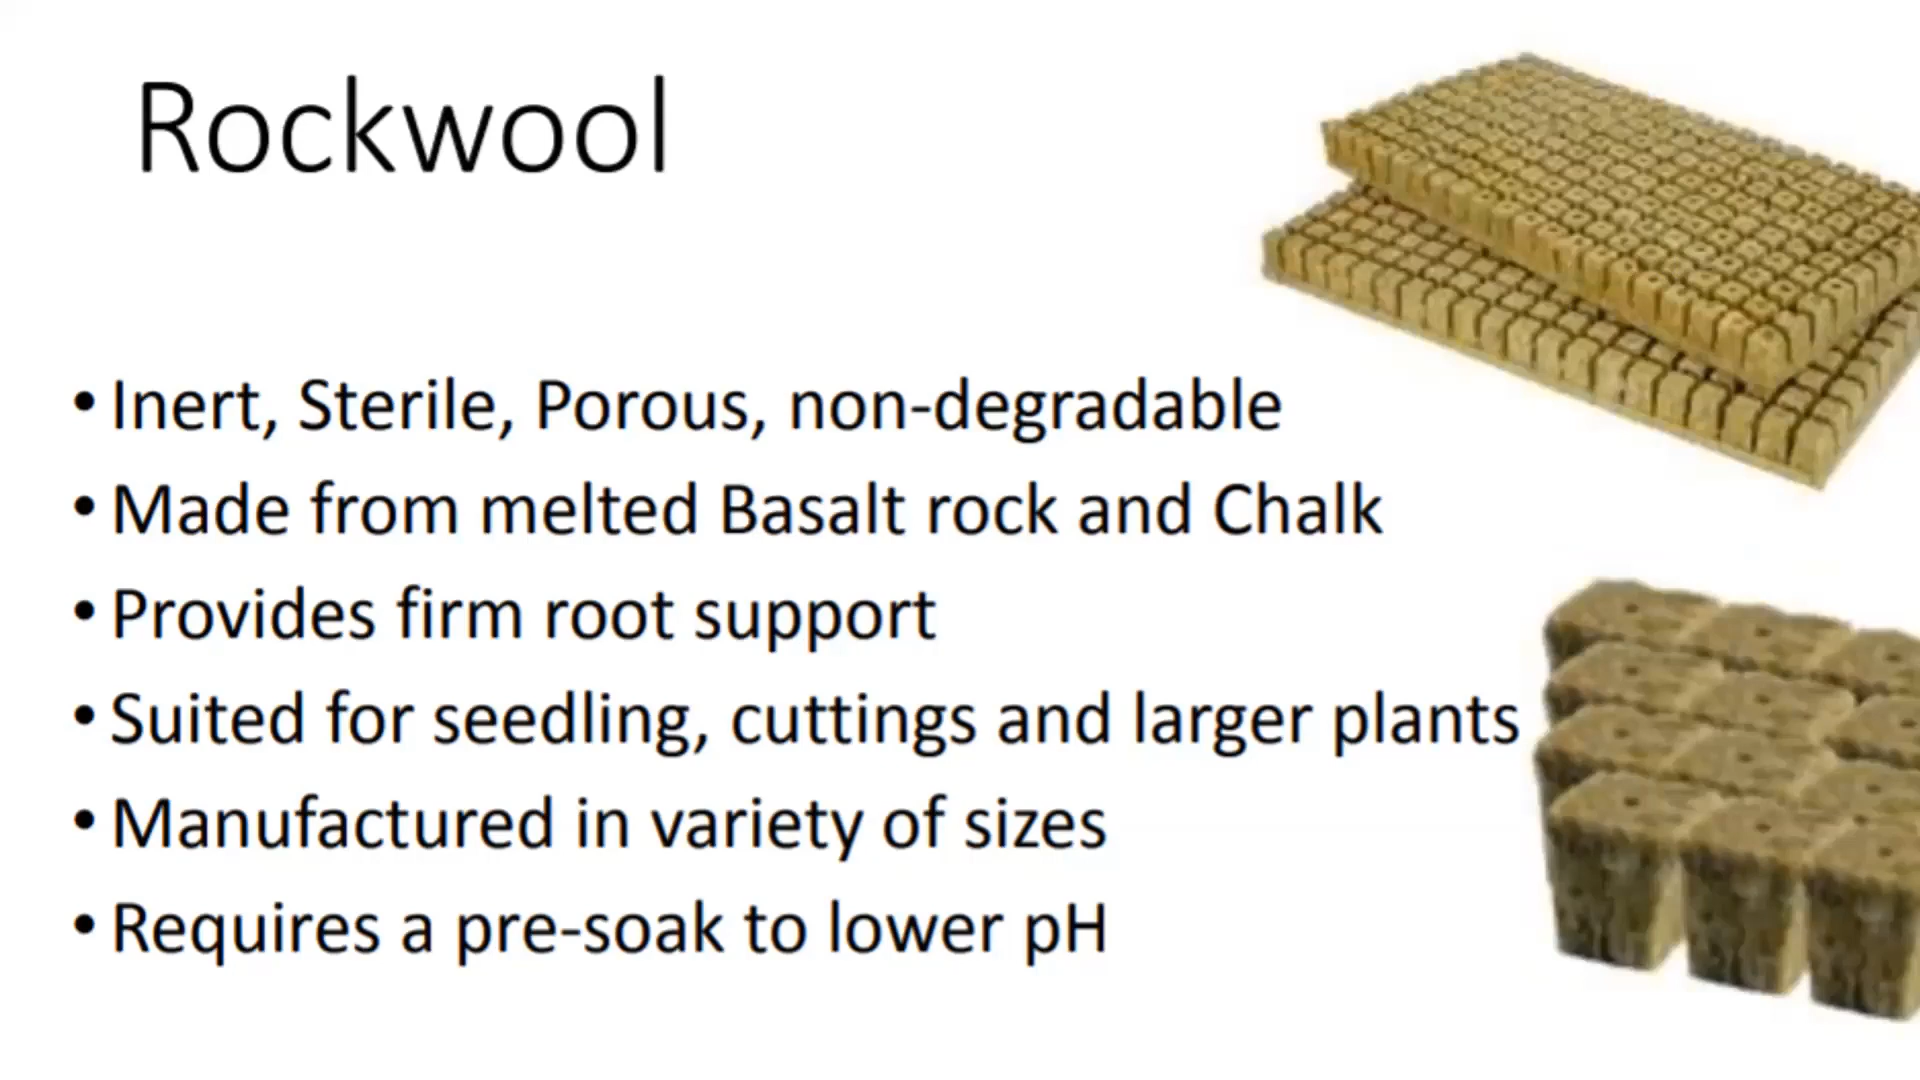 Rockwool
• Inert, Sterile, Porous, non-degradable
• Made from melted Basalt rock and Chalk
• Provides firm root support
• Suited for seedling, cuttings and larger plants
• Manufactured in variety of sizes
• Requires a pre-soak to lower pH